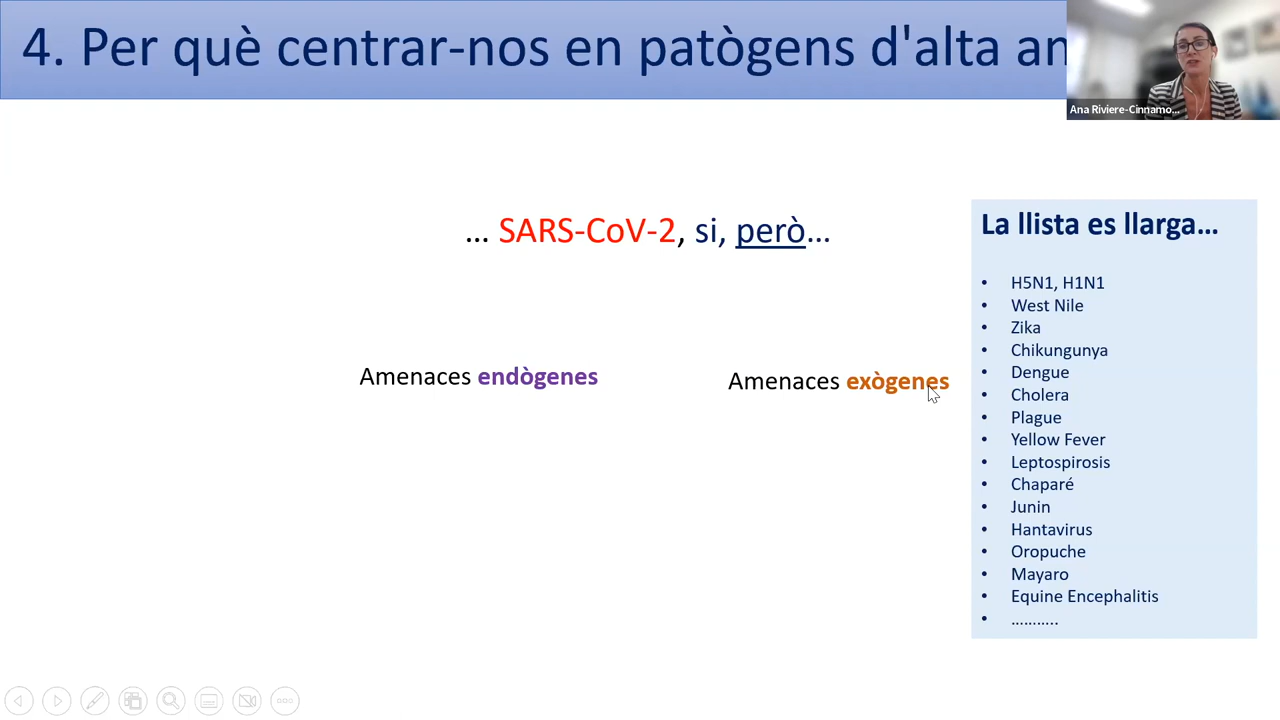 4. Per què centrar-nos en patògens d'alta
Ana Riviere-Cinnamo...
... SARS-CoV-2, si, però...
Amenaces endògenes
Amenaces exògenes
La llista es llarga...
• H5N1, H1N1
• West Nile
• Zika
• Chikungunya
• Dengue
• Cholera
• Plague
• Yellow Fever
• Leptospirosis
• Chaparé
• Junin
• Hantavirus
• Oropuche
• Mayaro
• Equine Encephalitis
• ………..